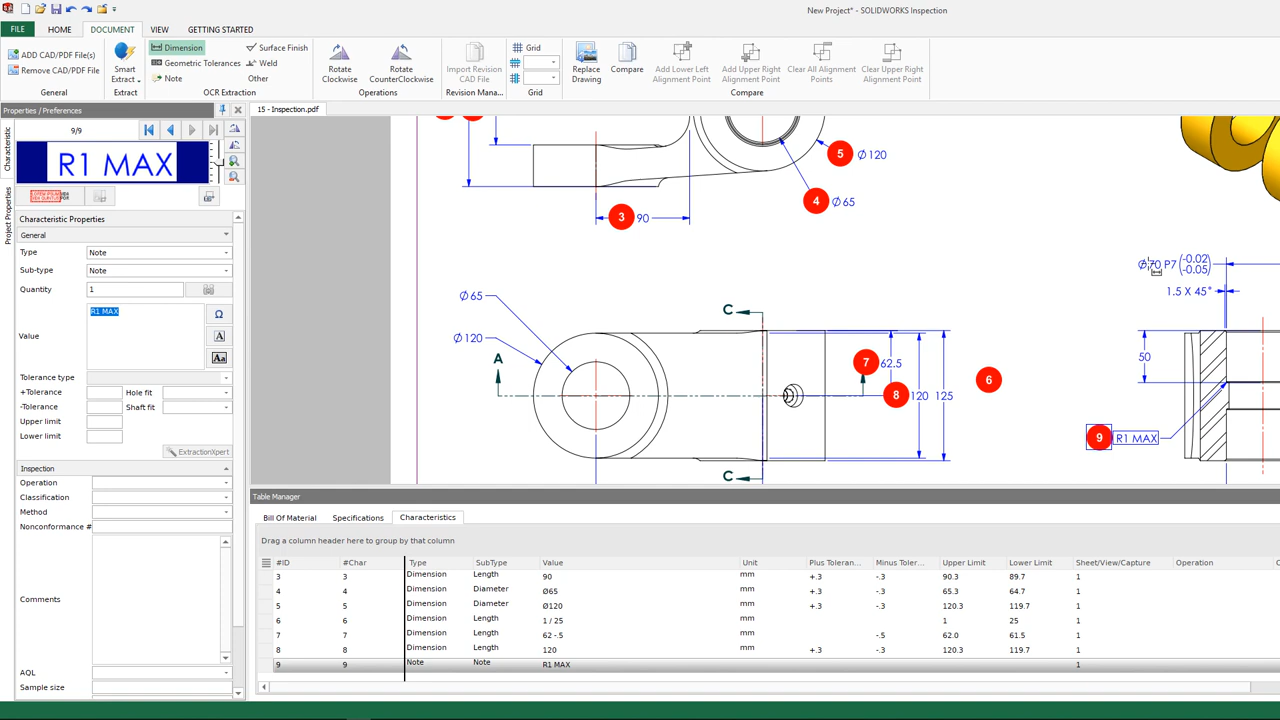 New Project* - SOLIDWORKS Inspection
FILE HOME DOCUMENT VIEW GETTING STARTED
ADD CAD/PDF File(s)
Remove CAD/PDF File
General
Smart Extract
Extract
Dimension
Geometric Tolerances
Note
Surface Finish
Weld
Other
OCR Extraction
Rotate Clockwise
Rotate CounterClockwise
Operations
Import Revision CAD File
Revision Mana...
Grid
Grid
Replace Drawing
Compare
Add Lower Left Alignment Point
Add Upper Right Alignment Point
Clear All Alignment Points
Clear Upper Right Alignment
Compare
Properties / Preferences
15 - Inspection.pdf
Characteristic
Project Properties
9/9
R1 MAX
Characteristic Properties
General
Type Note
Sub-type Note
Quantity 1
Value R1 MAX
Tolerance type
+Tolerance Hole fit
-Tolerance Shaft fit
Upper limit
Lower limit
ExtractionXpert
Inspection
Operation
Classification
Method
Nonconformance #
Comments
AQL
Sample size
5 Ø120
4 Ø65
3 90
Ø70 P7 (-0.02 -0.05)
1.5 X 45°
Ø65
Ø120
C
A
7 62.5
6
8 120 125
50
9 R1 MAX
C
Table Manager
Bill Of Material Specifications Characteristics
Drag a column header here to group by that column
#ID #Char Type SubType Value Unit Plus Toleran... Minus Toler... Upper Limit Lower Limit Sheet/View/Capture Operation
3 3 Dimension Length 90 mm +.3 -.3 90.3 89.7 1
4 4 Dimension Diameter Ø65 mm +.3 -.3 65.3 64.7 1
5 5 Dimension Diameter Ø120 mm +.3 -.3 120.3 119.7 1
6 6 Dimension Length 1 / 25 mm 1 25 1
7 7 Dimension Length 62 -.5 mm -.5 62.0 61.5 1
8 8 Dimension Length 120 mm +.3 -.3 120.3 119.7 1
9 9 Note Note R1 MAX 1